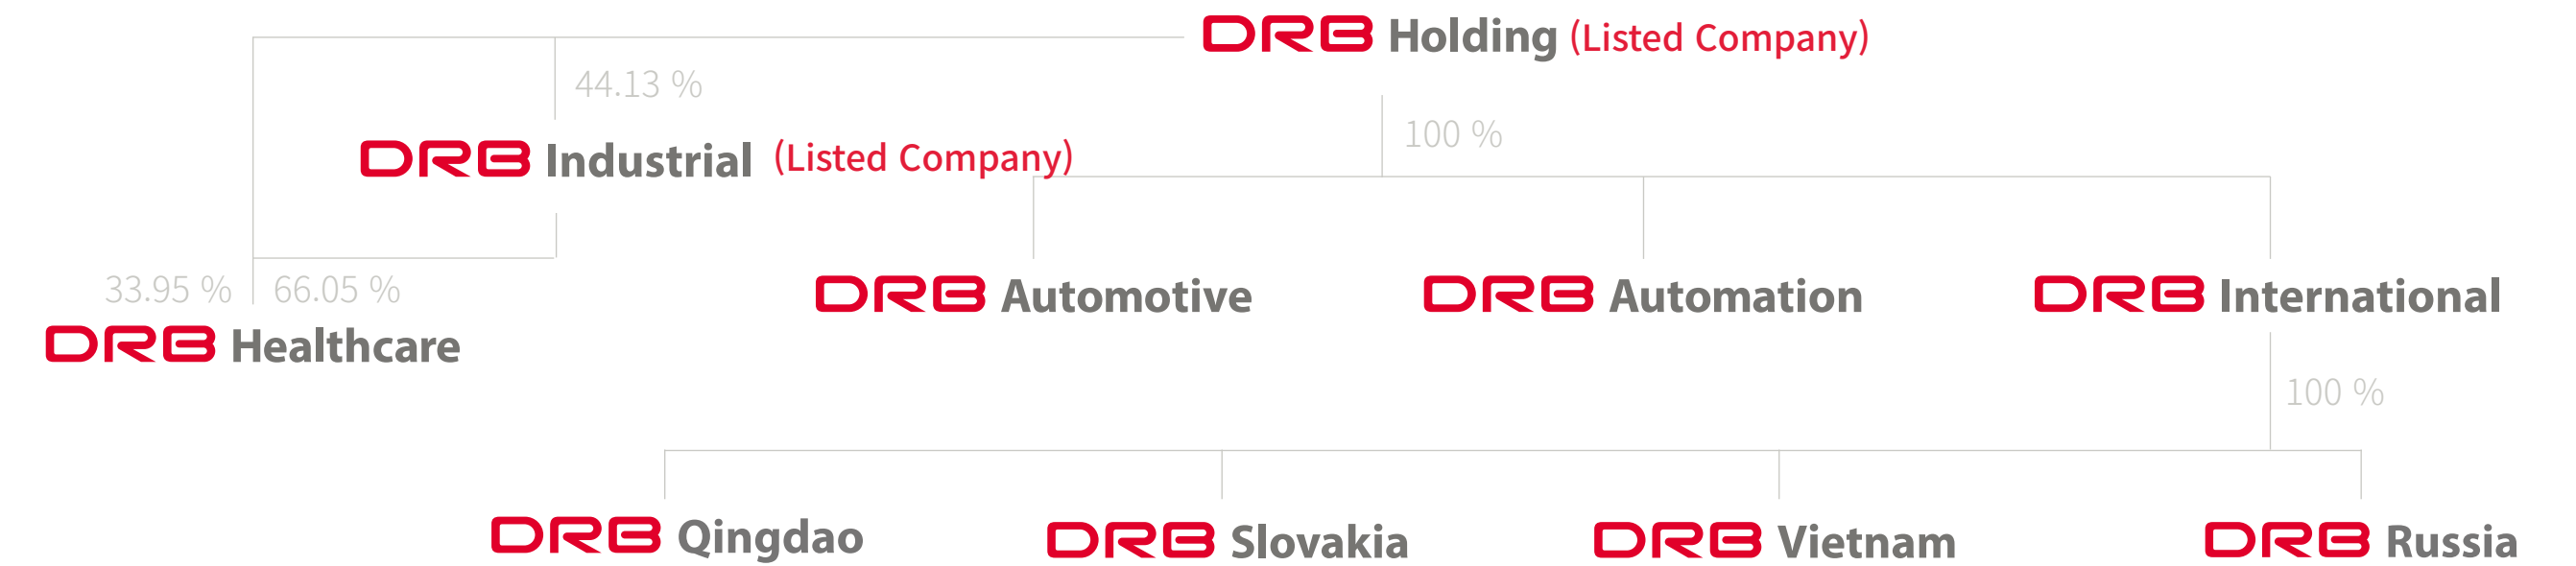 DRB Holding (Listed Company)
44.13 %
100 %
DRB Industrial (Listed Company)
33.95 % 66.05 %
DRB Healthcare
DRB Automotive
DRB Automation
DRB International
100 %
DRB Qingdao
DRB Slovakia
DRB Vietnam
DRB Russia